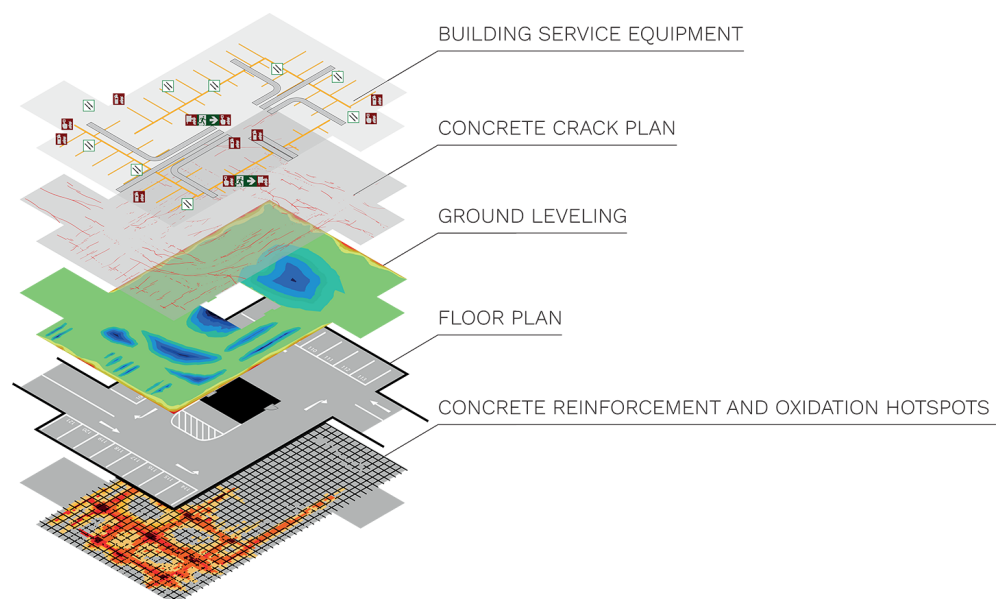 BUILDING SERVICE EQUIPMENT
CONCRETE CRACK PLAN
GROUND LEVELING
FLOOR PLAN
CONCRETE REINFORCEMENT AND OXIDATION HOTSPOTS